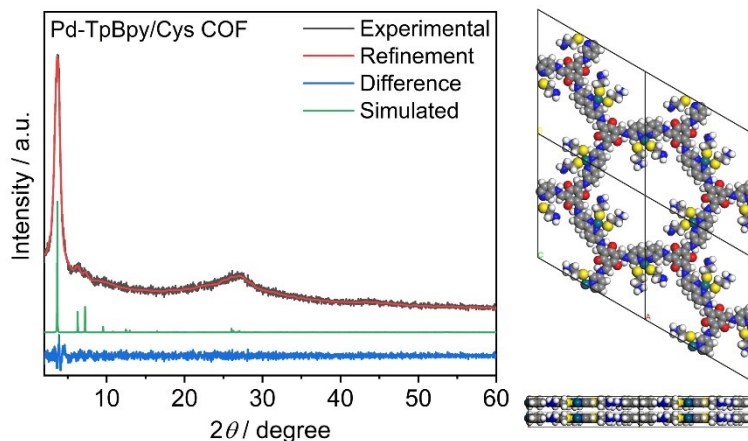 Pd-TpBpy/Cys COF
Experimental
Refinement
Difference
Simulated
Intensity / a.u.
10
20
30
40
50
60
2θ / degree
B
C
A